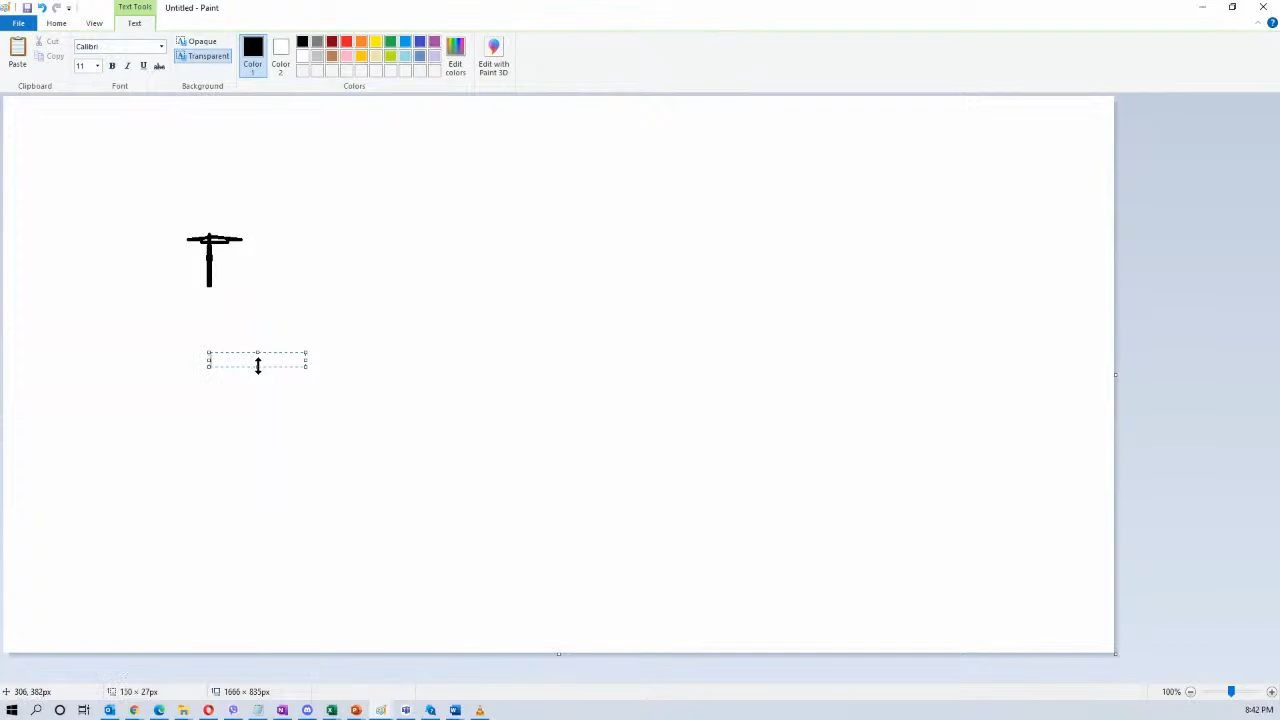 Text Tools
Untitled - Paint
File
Home
View
Text
Paste
Cut
Copy
Calibri
11
B
I
U
abc
Opaque
Transparent
Color 1
Color 2
Edit colors
Edit with Paint 3D
Clipboard
Font
Background
Colors
T
306, 382px
130 × 27px
1666 × 835px
100%
8:42 PM